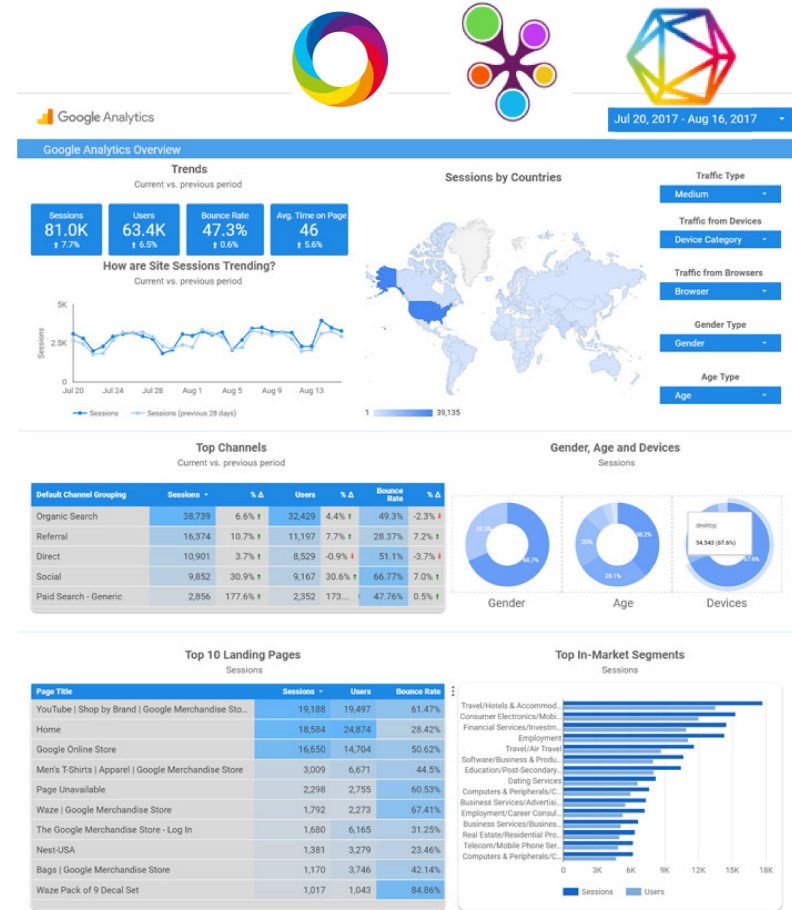 Google Analytics
Jul 20, 2017 - Aug 16, 2017
Google Analytics Overview
Trends
Current vs. previous period
Sessions
81.0K
7.7%
Users
63.4K
6.5%
Bounce Rate
47.3%
0.6%
Avg. Time on Page
46
5.6%
How are Site Sessions Trending?
Current vs. previous period
Sessions
5K
2.5K
0
Jul 20 Jul 24 Jul 28 Aug 1 Aug 5 Aug 9 Aug 13
Sessions Sessions (previous 28 days)
Sessions by Countries
1 39,135
Traffic Type
Medium
Traffic from Devices
Device Category
Traffic from Browsers
Browser
Gender Type
Gender
Age Type
Age
Top Channels
Current vs. previous period
Default Channel Grouping Sessions % Δ Users % Δ Bounce Rate % Δ
Organic Search 38,739 6.6% 32,429 4.4% 49.3% -2.3%
Referral 16,374 10.7% 11,197 7.7% 28.37% 7.2%
Direct 10,901 3.7% 8,529 -0.9% 51.1% -3.7%
Social 9,852 30.9% 9,167 30.6% 66.77% 7.0%
Paid Search - Generic 2,856 177.6% 2,352 173... 47.76% 0.5%
Gender, Age and Devices
Sessions
31.3%
68.7%
20%
28.1%
desktop
54,543 (67.6%)
67.6%
Gender Age Devices
Top 10 Landing Pages
Sessions
Page Title Sessions Users Bounce Rate
YouTube | Shop by Brand | Google Merchandise Sto... 19,188 19,497 61.47%
Home 18,584 24,874 28.42%
Google Online Store 16,650 14,704 50.62%
Men's T-Shirts | Apparel | Google Merchandise Store 3,009 6,671 44.5%
Page Unavailable 2,298 2,755 60.53%
Waze | Google Merchandise Store 1,792 2,273 67.41%
The Google Merchandise Store - Log In 1,680 6,165 31.25%
Nest-USA 1,381 3,279 23.46%
Bags | Google Merchandise Store 1,170 3,746 42.14%
Waze Pack of 9 Decal Set 1,017 1,043 84.86%
Top In-Market Segments
Sessions
Travel/Hotels & Accommod...
Consumer Electronics/Mobi...
Financial Services/Investm...
Employment
Travel/Air Travel
Software/Business & Produ...
Education/Post-Secondary...
Dating Services
Computers & Peripherals/C...
Business Services/Advertisi...
Employment/Career Consul...
Business Services/Busines...
Real Estate/Residential Pro...
Telecom/Mobile Phone Ser...
Computers & Peripherals/C...
0 3K 6K 9K 12K 15K 18K
Sessions Users